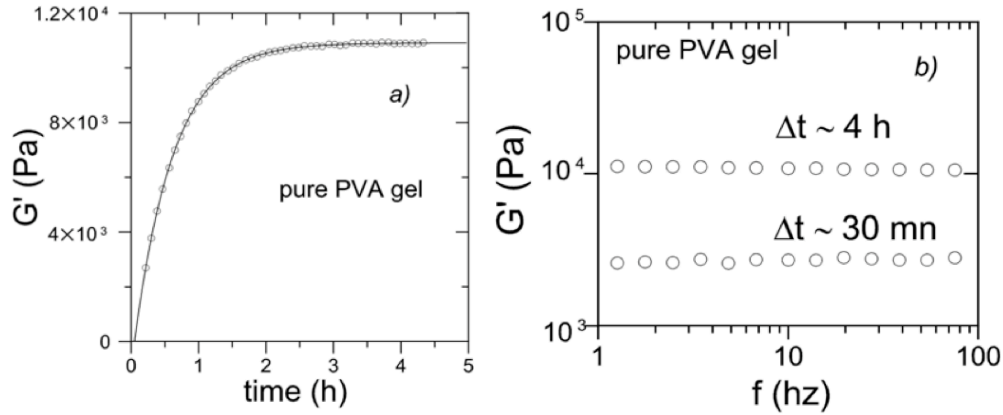 1.2×10⁴
8×10³
4×10³
0
G' (Pa)
a)
pure PVA gel
0 1 2 3 4 5
time (h)
10⁵
10⁴
10³
G' (Pa)
pure PVA gel
b)
Δt ~ 4 h
Δt ~ 30 mn
1 10 100
f (hz)